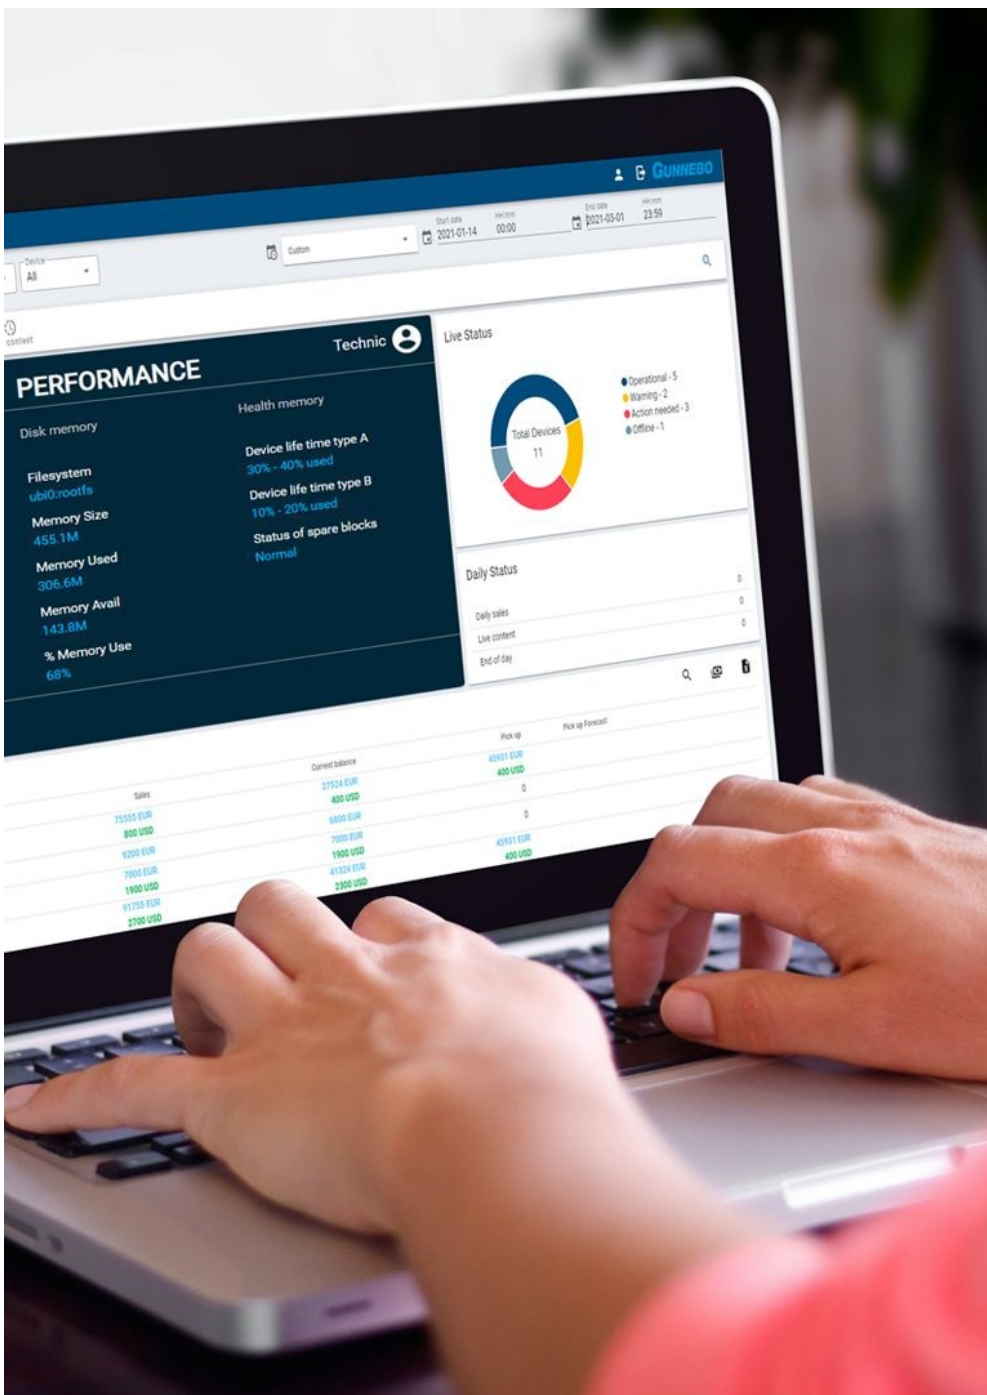 GUNNEBO
Device
All
Custom
Start date
2021-01-14
HH:mm
00:00
End date
2021-03-01
HH:mm
23:59
content
PERFORMANCE
Technic
Disk memory
Filesystem
ubi0:rootfs
Memory Size
455.1M
Memory Used
306.6M
Memory Avail
143.8M
% Memory Use
68%
Health memory
Device life time type A
30% - 40% used
Device life time type B
10% - 20% used
Status of spare blocks
Normal
Live Status
Total Devices
11
Operational - 5
Warning - 2
Action needed - 3
Offline - 1
Daily Status
Daily sales 0
Live content 0
End of day 0
Sales Current balance Pick up Pick up Forecast
75555 EUR 27524 EUR 45931 EUR
800 USD 400 USD 400 USD
9200 EUR 6800 EUR 0
7000 EUR 7000 EUR 0
1900 USD 1900 USD
91755 EUR 41324 EUR 45931 EUR
2700 USD 2300 USD 400 USD